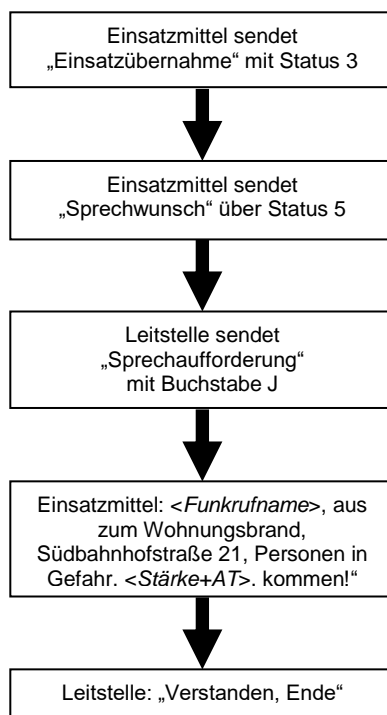 Einsatzmittel sendet
„Einsatzübernahme“ mit Status 3
Einsatzmittel sendet
„Sprechwunsch“ über Status 5
Leitstelle sendet
„Sprechaufforderung“
mit Buchstabe J
Einsatzmittel: <Funkrufname>, aus
zum Wohnungsbrand,
Südbahnhofstraße 21, Personen in
Gefahr. <Stärke+AT>. kommen!“
Leitstelle: „Verstanden, Ende“